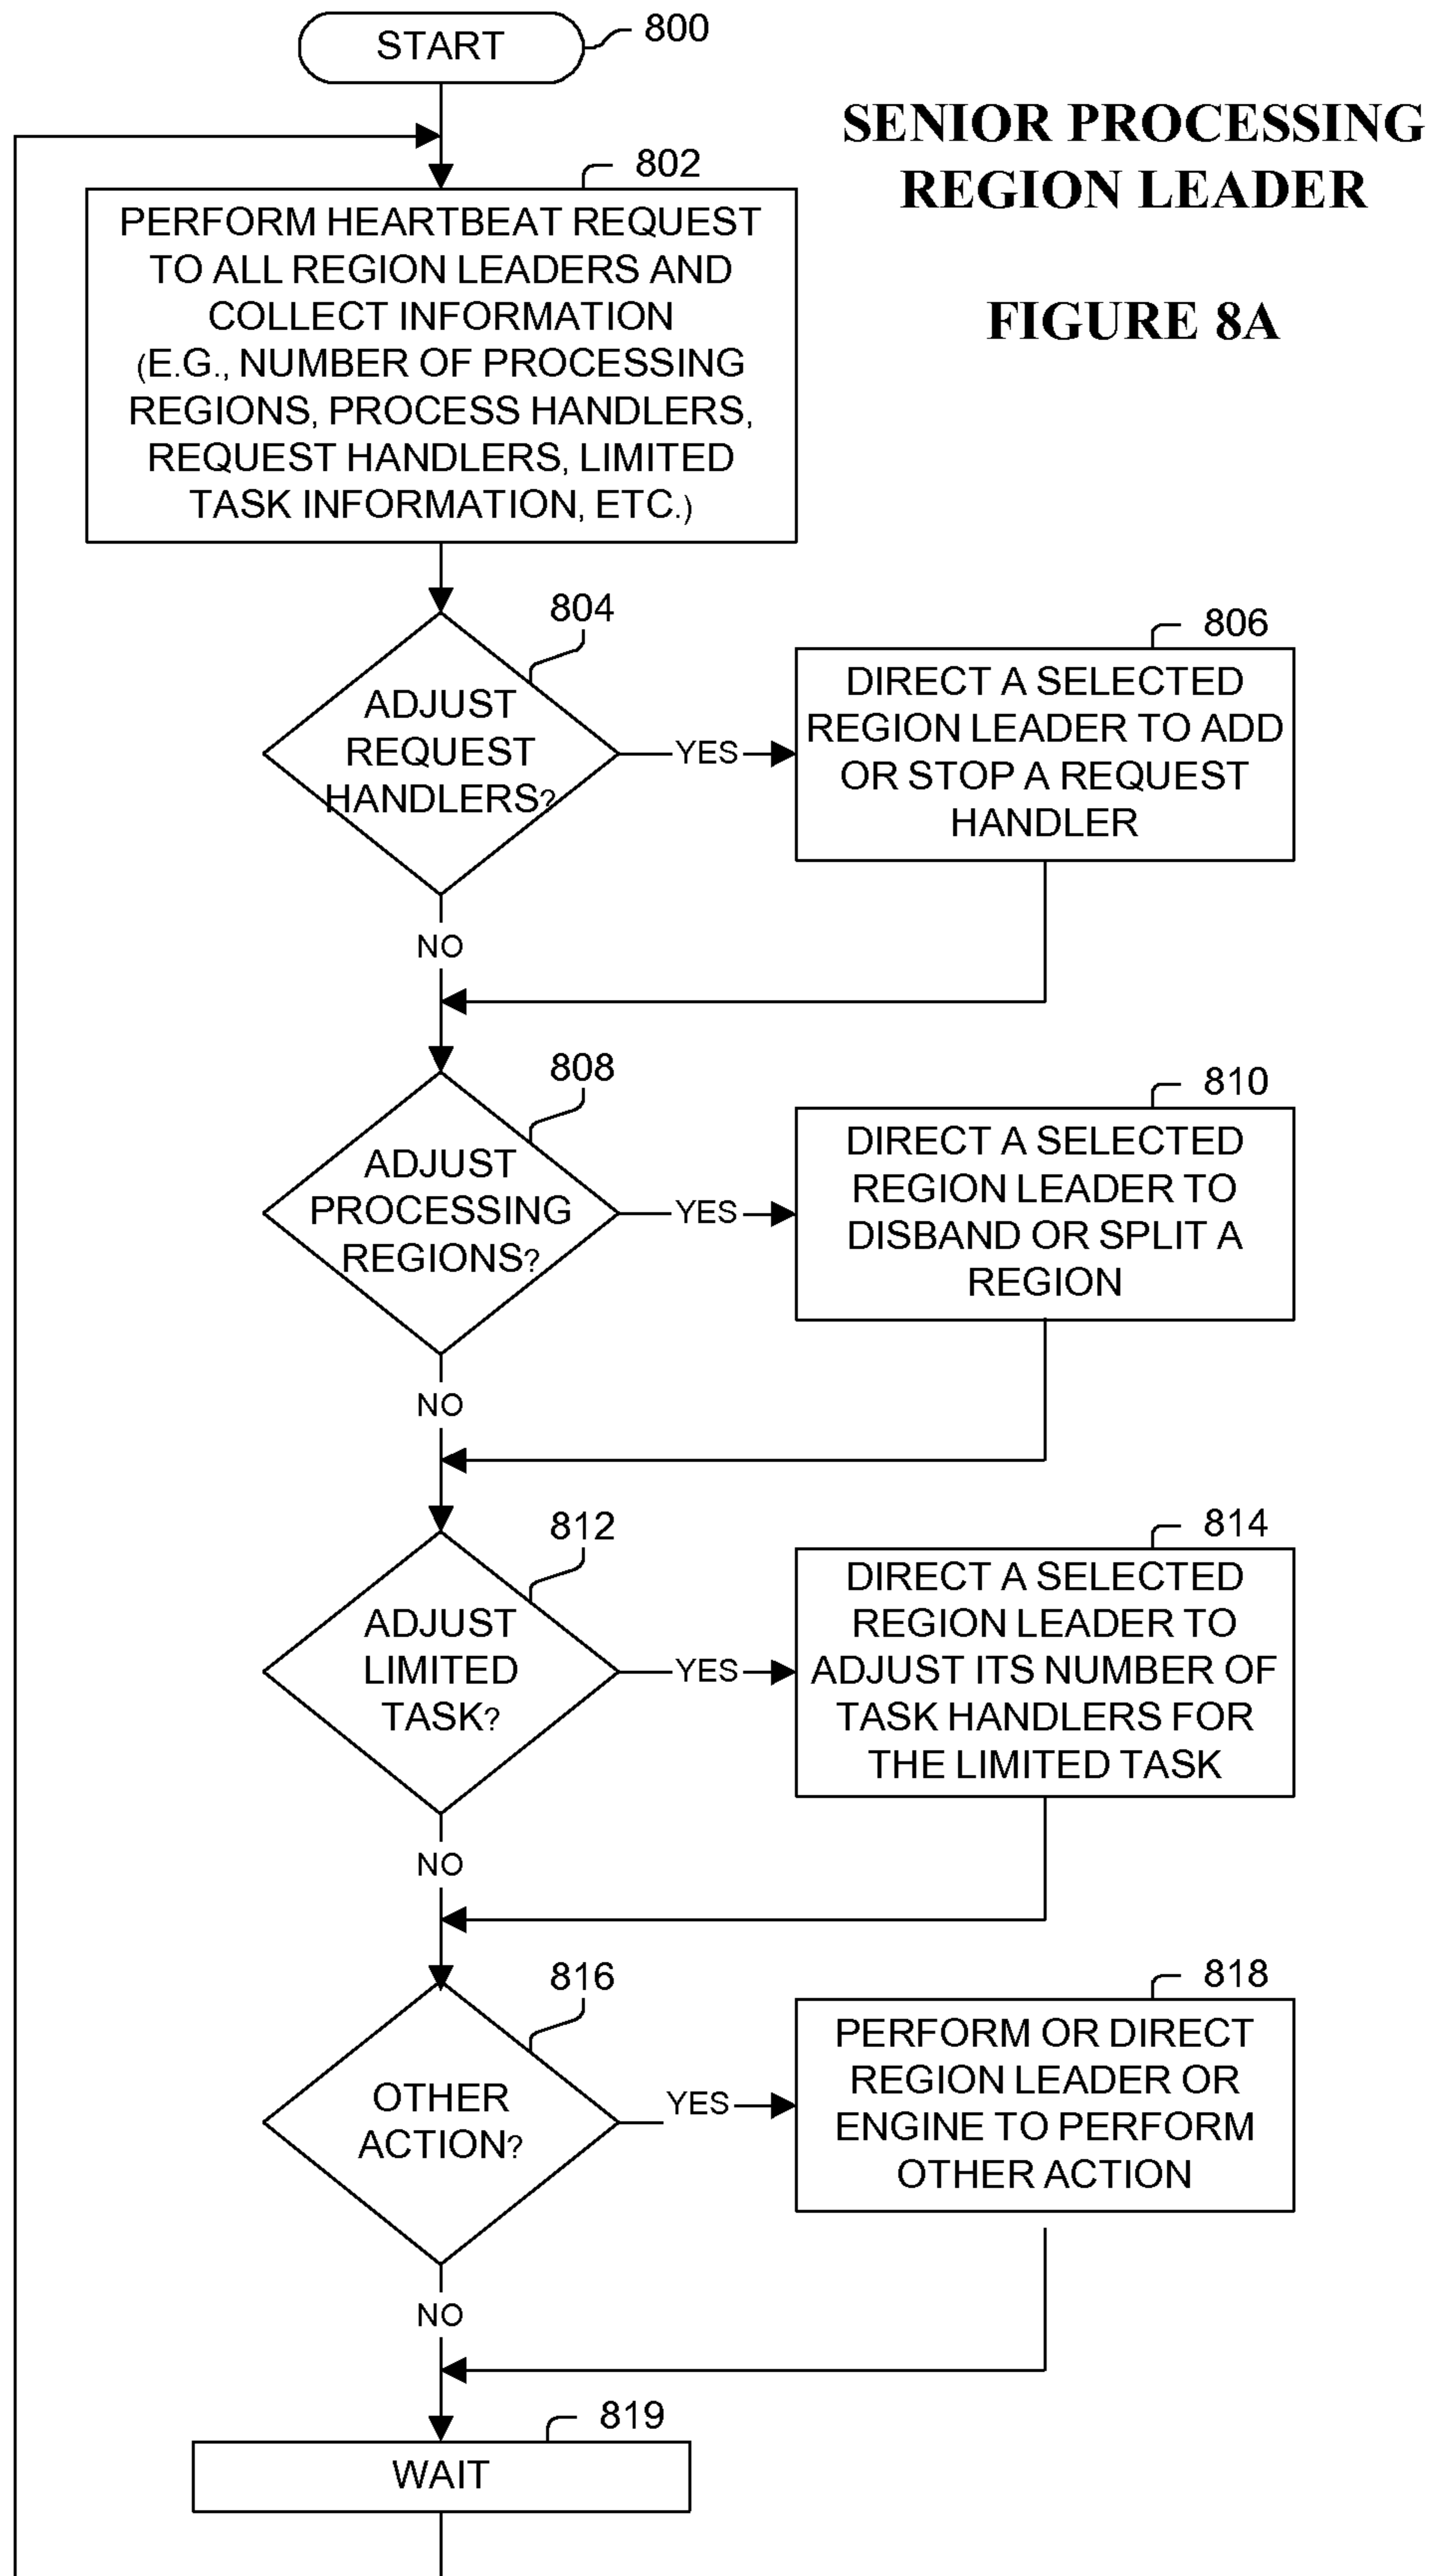 START
800
SENIOR PROCESSING
REGION LEADER
FIGURE 8A
802
PERFORM HEARTBEAT REQUEST
TO ALL REGION LEADERS AND
COLLECT INFORMATION
(E.G., NUMBER OF PROCESSING
REGIONS, PROCESS HANDLERS,
REQUEST HANDLERS, LIMITED
TASK INFORMATION, ETC.)
804
ADJUST
REQUEST
HANDLERS?
YES
806
DIRECT A SELECTED
REGION LEADER TO ADD
OR STOP A REQUEST
HANDLER
NO
808
ADJUST
PROCESSING
REGIONS?
YES
810
DIRECT A SELECTED
REGION LEADER TO
DISBAND OR SPLIT A
REGION
NO
812
ADJUST
LIMITED
TASK?
YES
814
DIRECT A SELECTED
REGION LEADER TO
ADJUST ITS NUMBER OF
TASK HANDLERS FOR
THE LIMITED TASK
NO
816
OTHER
ACTION?
YES
818
PERFORM OR DIRECT
REGION LEADER OR
ENGINE TO PERFORM
OTHER ACTION
NO
819
WAIT